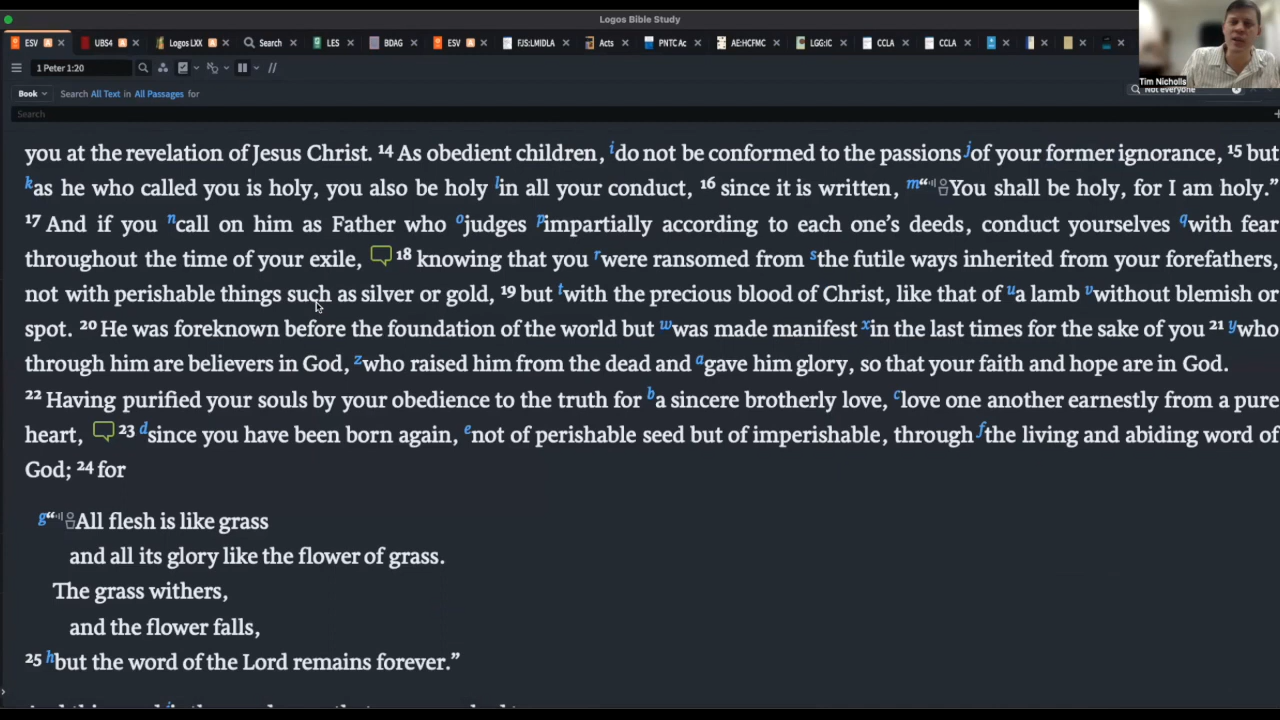 Logos Bible Study
ESV A × UBS4 A × Logos LXX A × Search × LES × BDAG × ESV A × FJS:LMIDLA × Acts × PNTC Ac × AE:HCFMC × LGG:IC × CCLA × CCLA × × × × ×
1 Peter 1:20
Tim Nicholls
Book Search All Text in All Passages for
Not everyone
Search
you at the revelation of Jesus Christ. 14 As obedient children, i do not be conformed to the passions j of your former ignorance, 15 but
k as he who called you is holy, you also be holy l in all your conduct, 16 since it is written, m “You shall be holy, for I am holy.”
17 And if you n call on him as Father who o judges p impartially according to each one’s deeds, conduct yourselves q with fear
throughout the time of your exile, 18 knowing that you r were ransomed from s the futile ways inherited from your forefathers,
not with perishable things such as silver or gold, 19 but t with the precious blood of Christ, like that of u a lamb v without blemish or
spot. 20 He was foreknown before the foundation of the world but w was made manifest x in the last times for the sake of you 21 y who
through him are believers in God, z who raised him from the dead and a gave him glory, so that your faith and hope are in God.
22 Having purified your souls by your obedience to the truth for b a sincere brotherly love, c love one another earnestly from a pure
heart, 23 d since you have been born again, e not of perishable seed but of imperishable, through f the living and abiding word of
God; 24 for
g “All flesh is like grass
and all its glory like the flower of grass.
The grass withers,
and the flower falls,
25 h but the word of the Lord remains forever.”